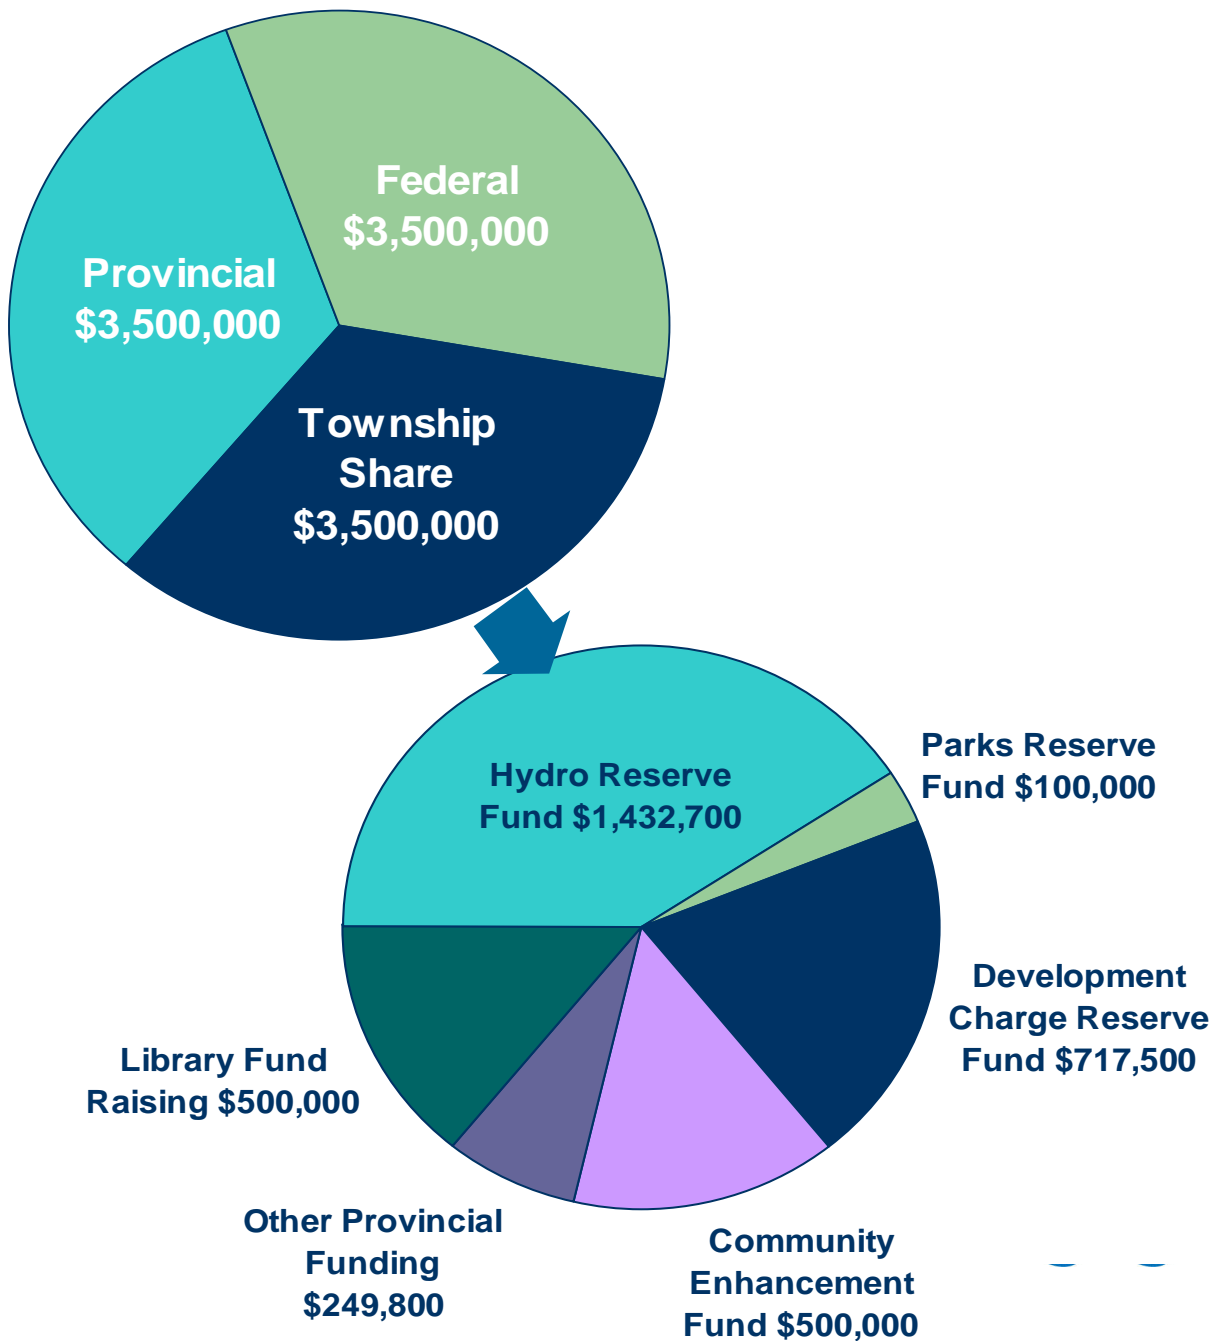 Federal
$3,500,000
Provincial
$3,500,000
Township
Share
$3,500,000
Hydro Reserve
Fund $1,432,700
Parks Reserve
Fund $100,000
Development
Charge Reserve
Fund $717,500
Library Fund
Raising $500,000
Other Provincial
Funding
$249,800
Community
Enhancement
Fund $500,000